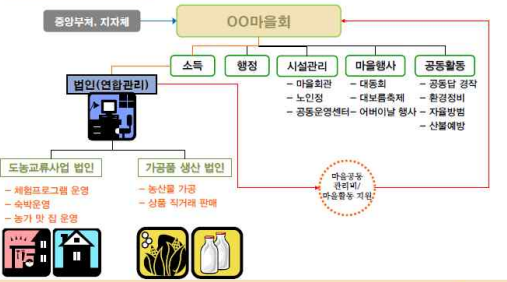 중앙부처, 지자체
OO마을회
소득
행정
시설관리
마을행사
공동활동
법인(연합관리)
– 마을회관
– 노인정
– 공동운영센터
– 대동회
– 대보름축제
– 어버이날 행사
– 공동답 경작
– 환경정비
– 자율방범
– 산불예방
도농교류사업 법인
– 체험프로그램 운영
– 숙박운영
– 농가 맛 집 운영
가공품 생산 법인
– 농산물 가공
– 상품 직거래 판매
마을공동
관리비/
마을활동 지원